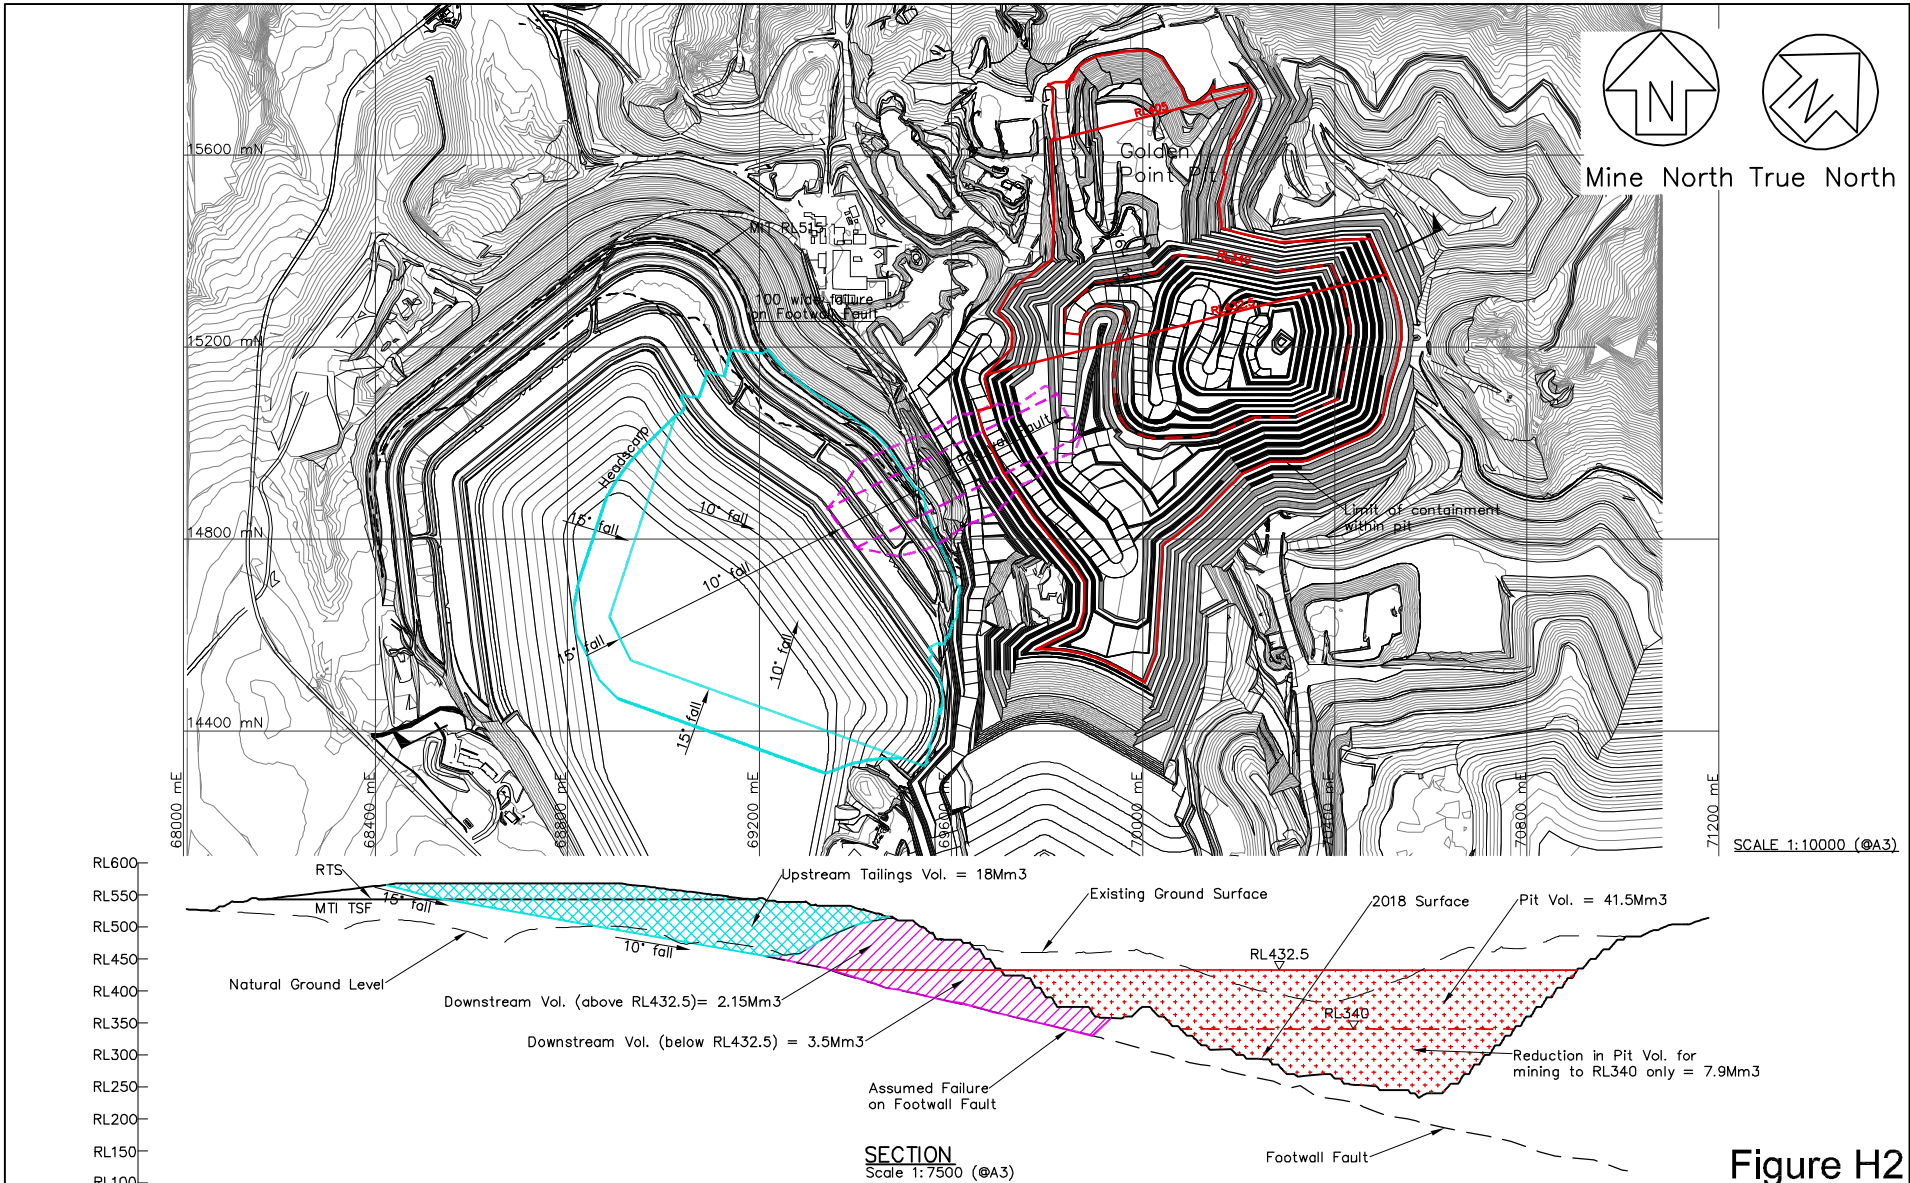 N
N
Mine North
True North
RL405
Golden
Point Pit
15600 mN
MIT RL515
RL340
100 wide failure
on Footwall Fault
RL432.5
15200 mN
Headscarp
15° fall
10° fall
Limit of containment
within pit
14800 mN
10° fall
15° fall
10° fall
15° fall
14400 mN
68000 mE
68400 mE
68800 mE
69200 mE
69600 mE
70000 mE
70400 mE
70800 mE
71200 mE
SCALE 1:10000 (@A3)
RL600
RL550
RL500
RL450
RL400
RL350
RL300
RL250
RL200
RL150
RL100
RTS
15° fall
MTI TSF
Upstream Tailings Vol. = 18Mm3
Existing Ground Surface
2018 Surface
Pit Vol. = 41.5Mm3
10° fall
RL432.5
Natural Ground Level
Downstream Vol. (above RL432.5)= 2.15Mm3
RL340
Downstream Vol. (below RL432.5) = 3.5Mm3
Reduction in Pit Vol. for
mining to RL340 only = 7.9Mm3
Assumed Failure
on Footwall Fault
Footwall Fault
SECTION
Scale 1:7500 (@A3)
Figure H2